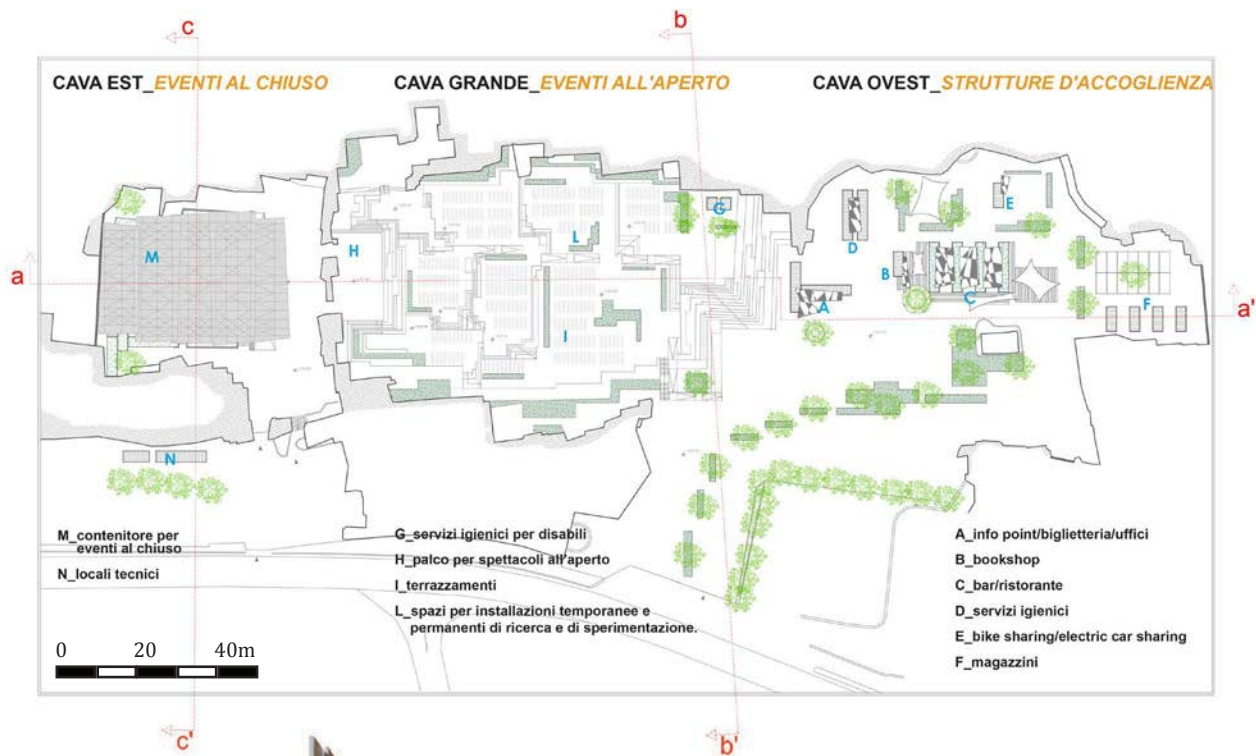 c
b
CAVA EST_EVENTI AL CHIUSO
CAVA GRANDE_EVENTI ALL'APERTO
CAVA OVEST_STRUTTURE D'ACCOGLIENZA
E
G
L
D
M
H
B
a
C
F
a'
A
I
N
M_contenitore per
eventi al chiuso
N_locali tecnici
G_servizi igienici per disabili
H_palco per spettacoli all'aperto
I_terrazzamenti
L_spazi per installazioni temporanee e
permanenti di ricerca e di sperimentazione.
A_info point/biglietteria/uffici
B_bookshop
C_bar/ristorante
D_servizi igienici
E_bike sharing/electric car sharing
F_magazzini
0 20 40m
c'
b'